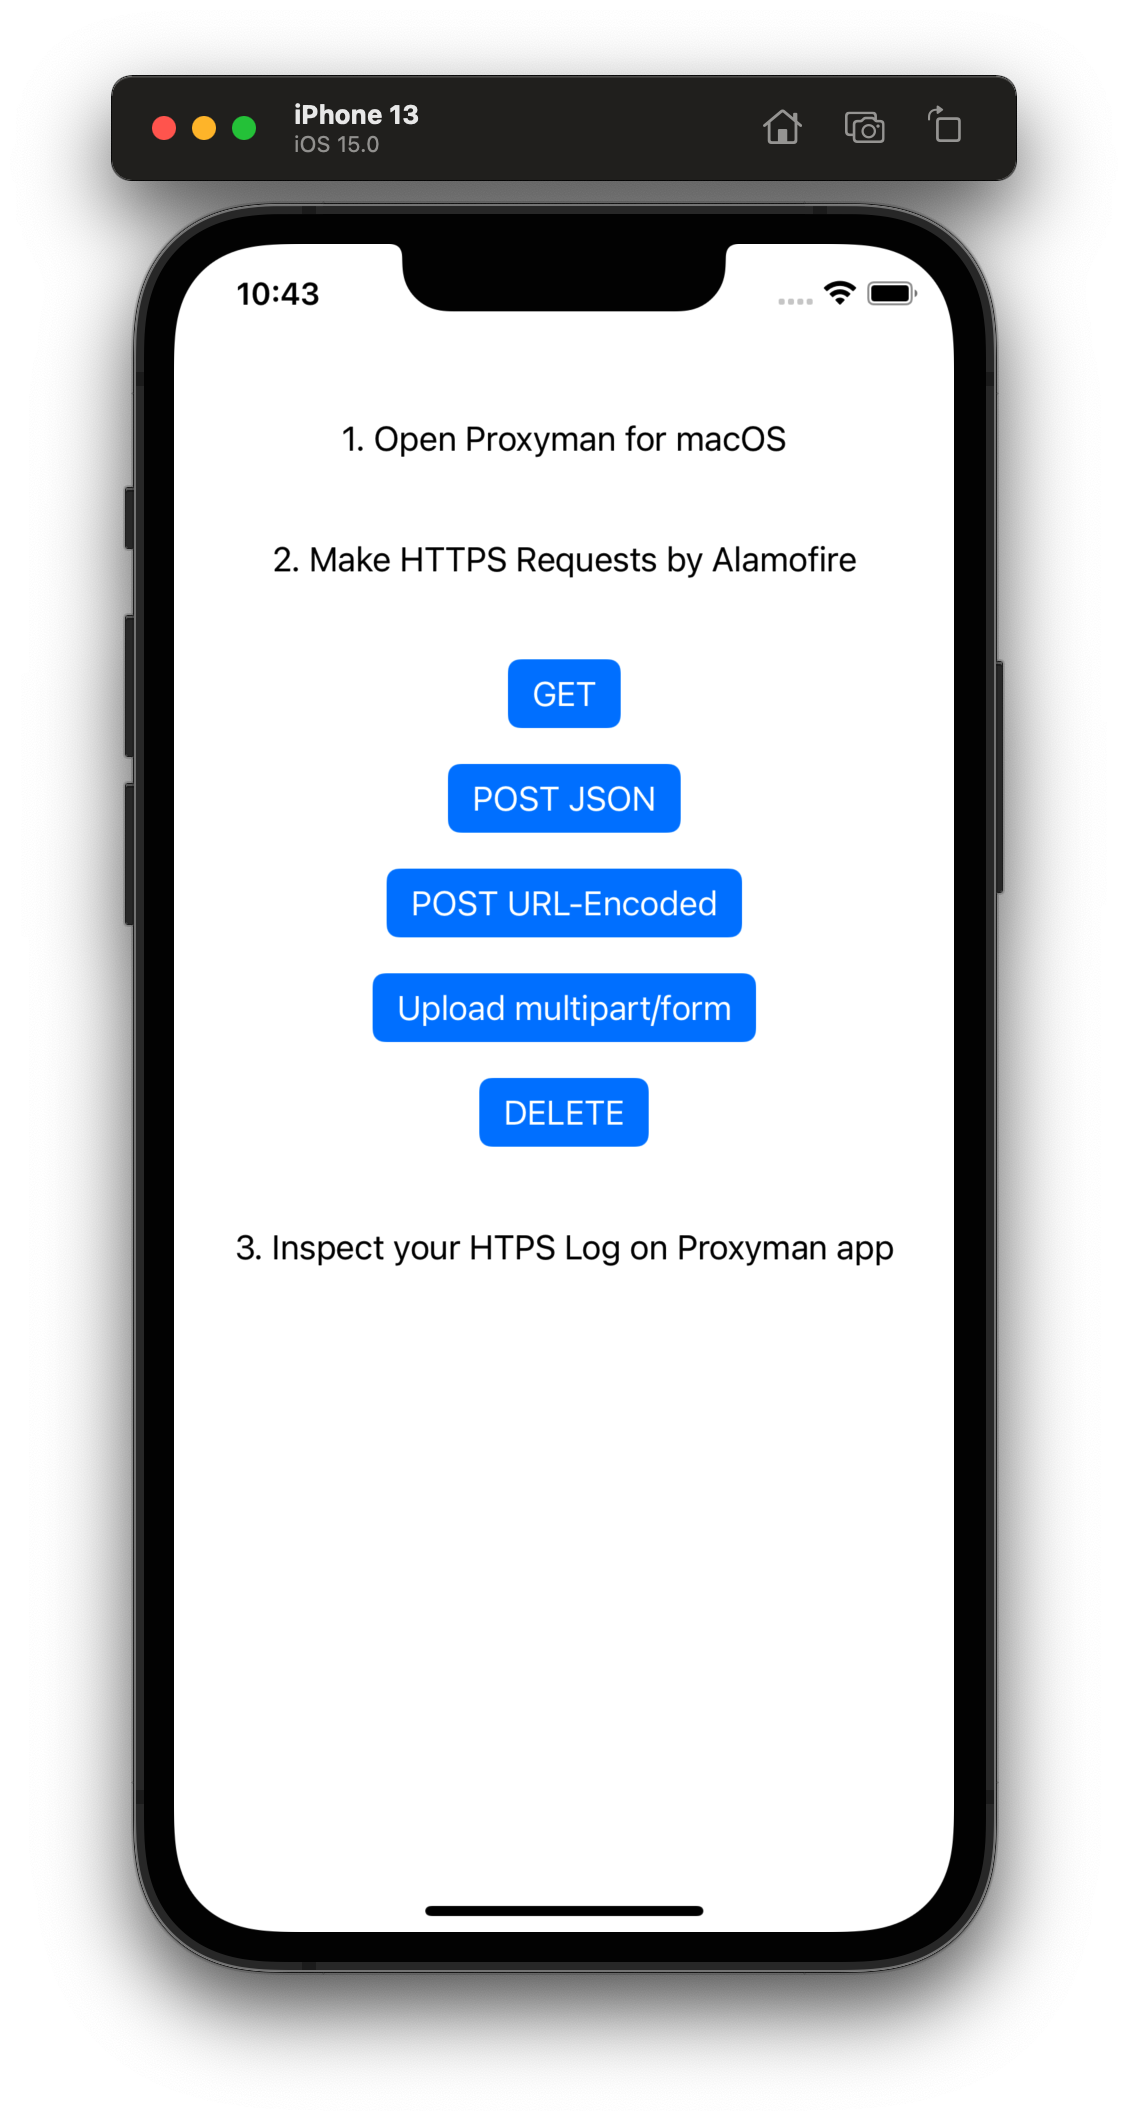 iPhone 13
iOS 15.0
10:43
1. Open Proxyman for macOS
2. Make HTTPS Requests by Alamofire
GET
POST JSON
POST URL-Encoded
Upload multipart/form
DELETE
3. Inspect your HTPS Log on Proxyman app